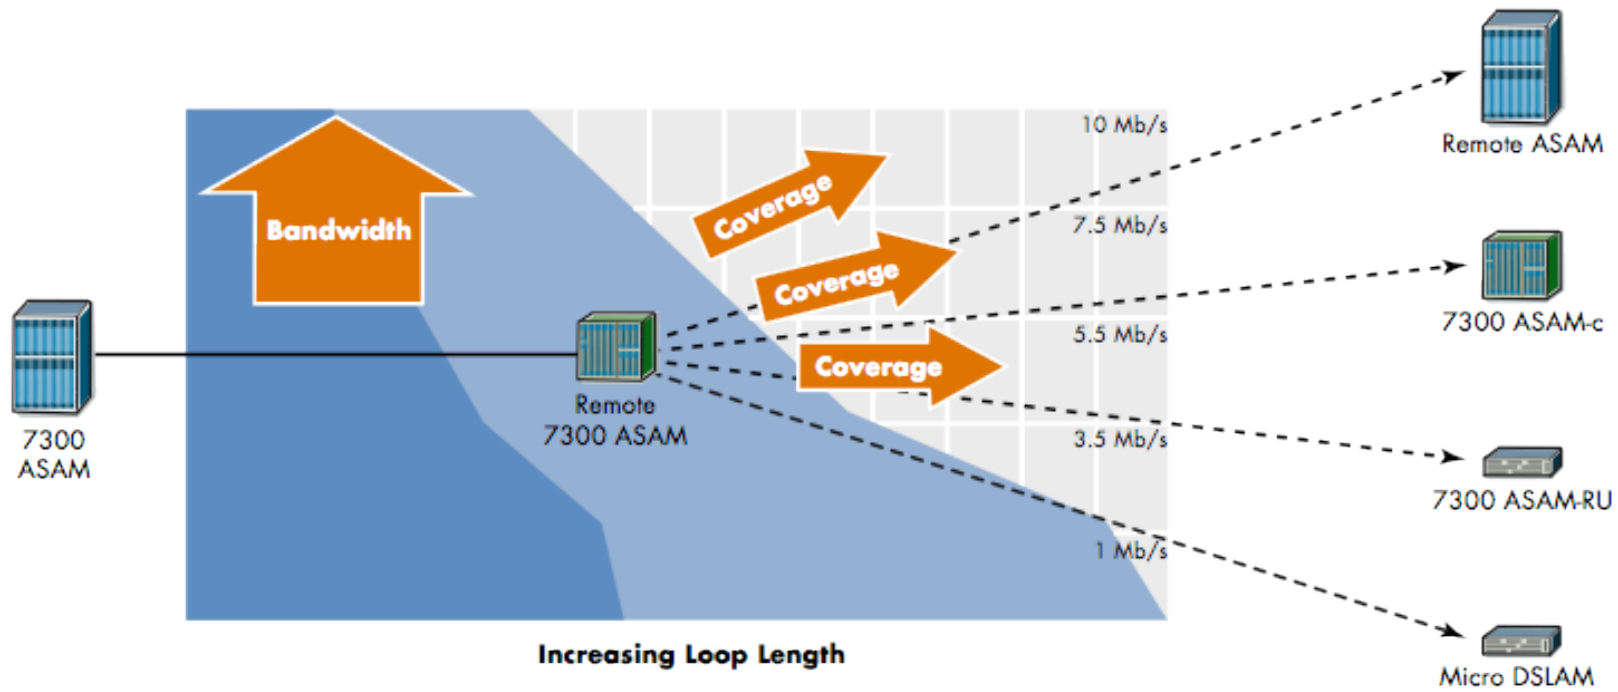 10 Mb/s
Remote ASAM
Coverage
Bandwidth
7.5 Mb/s
Coverage
7300 ASAM-c
5.5 Mb/s
Coverage
Remote
7300 ASAM
7300
ASAM
3.5 Mb/s
7300 ASAM-RU
1 Mb/s
Increasing Loop Length
Micro DSLAM